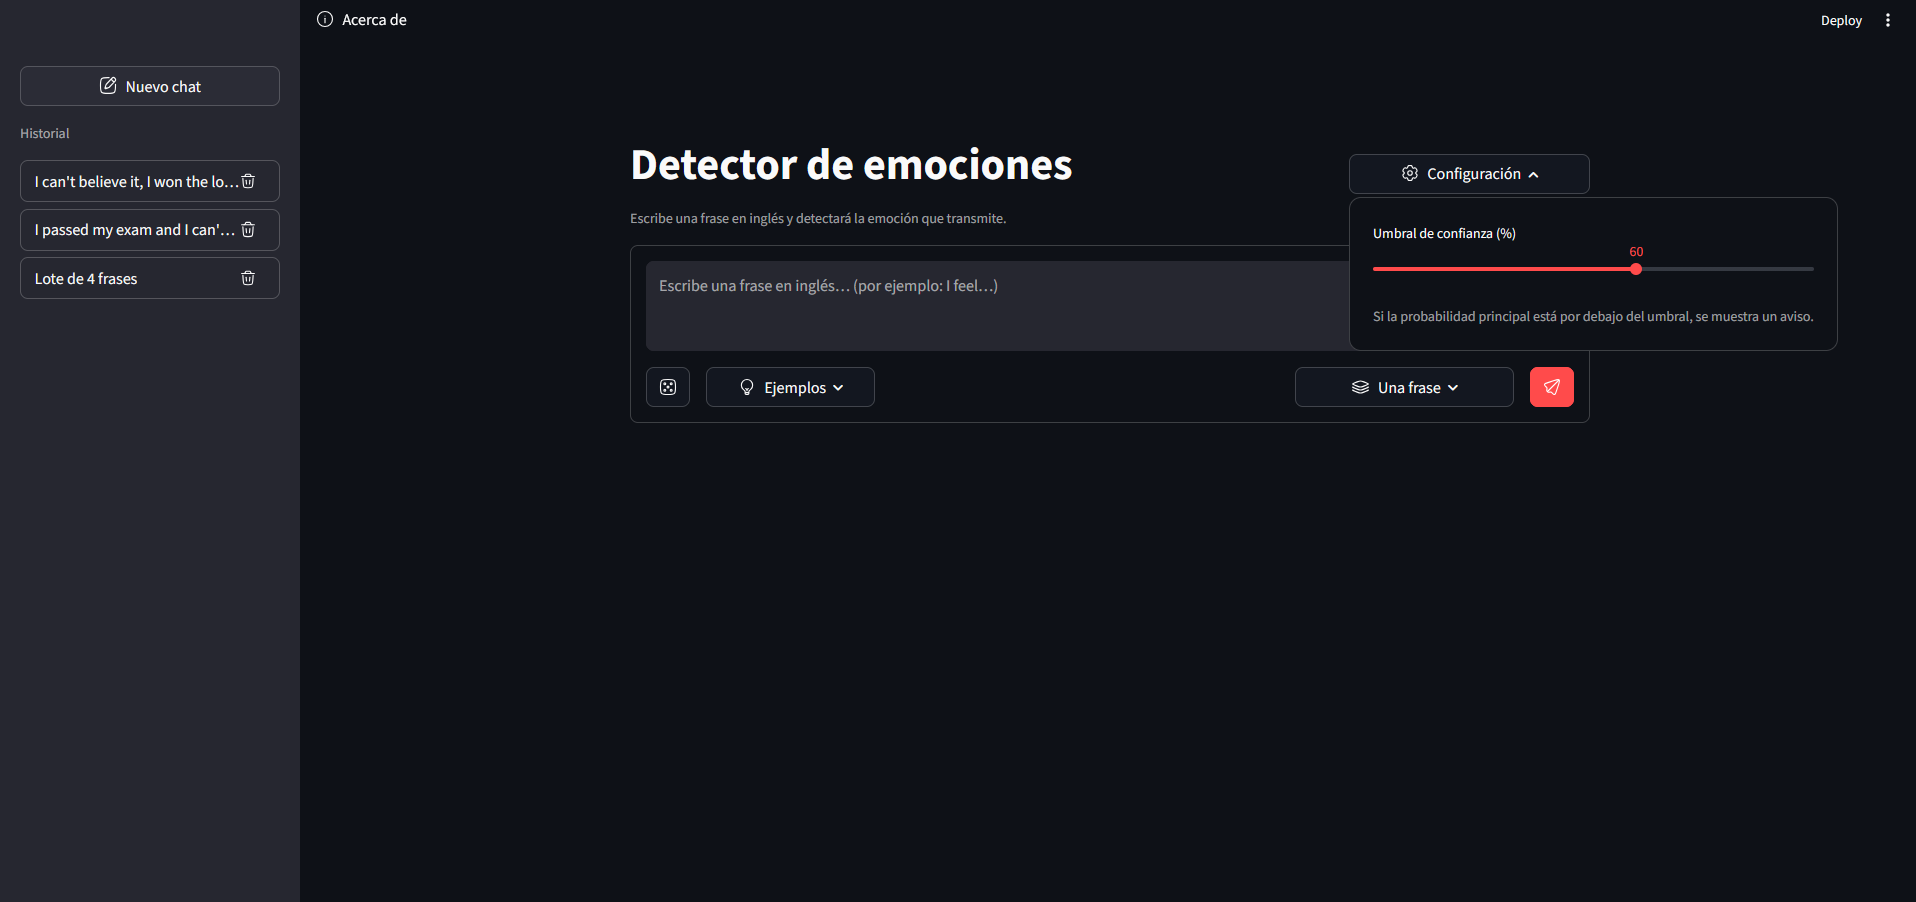 Acerca de
Deploy
Nuevo chat
Historial
I can't believe it, I won the lo...
I passed my exam and I can'...
Lote de 4 frases
Detector de emociones
Configuración
Escribe una frase en inglés y detectará la emoción que transmite.
Umbral de confianza (%)
60
Si la probabilidad principal está por debajo del umbral, se muestra un aviso.
Escribe una frase en inglés... (por ejemplo: I feel...)
Ejemplos
Una frase